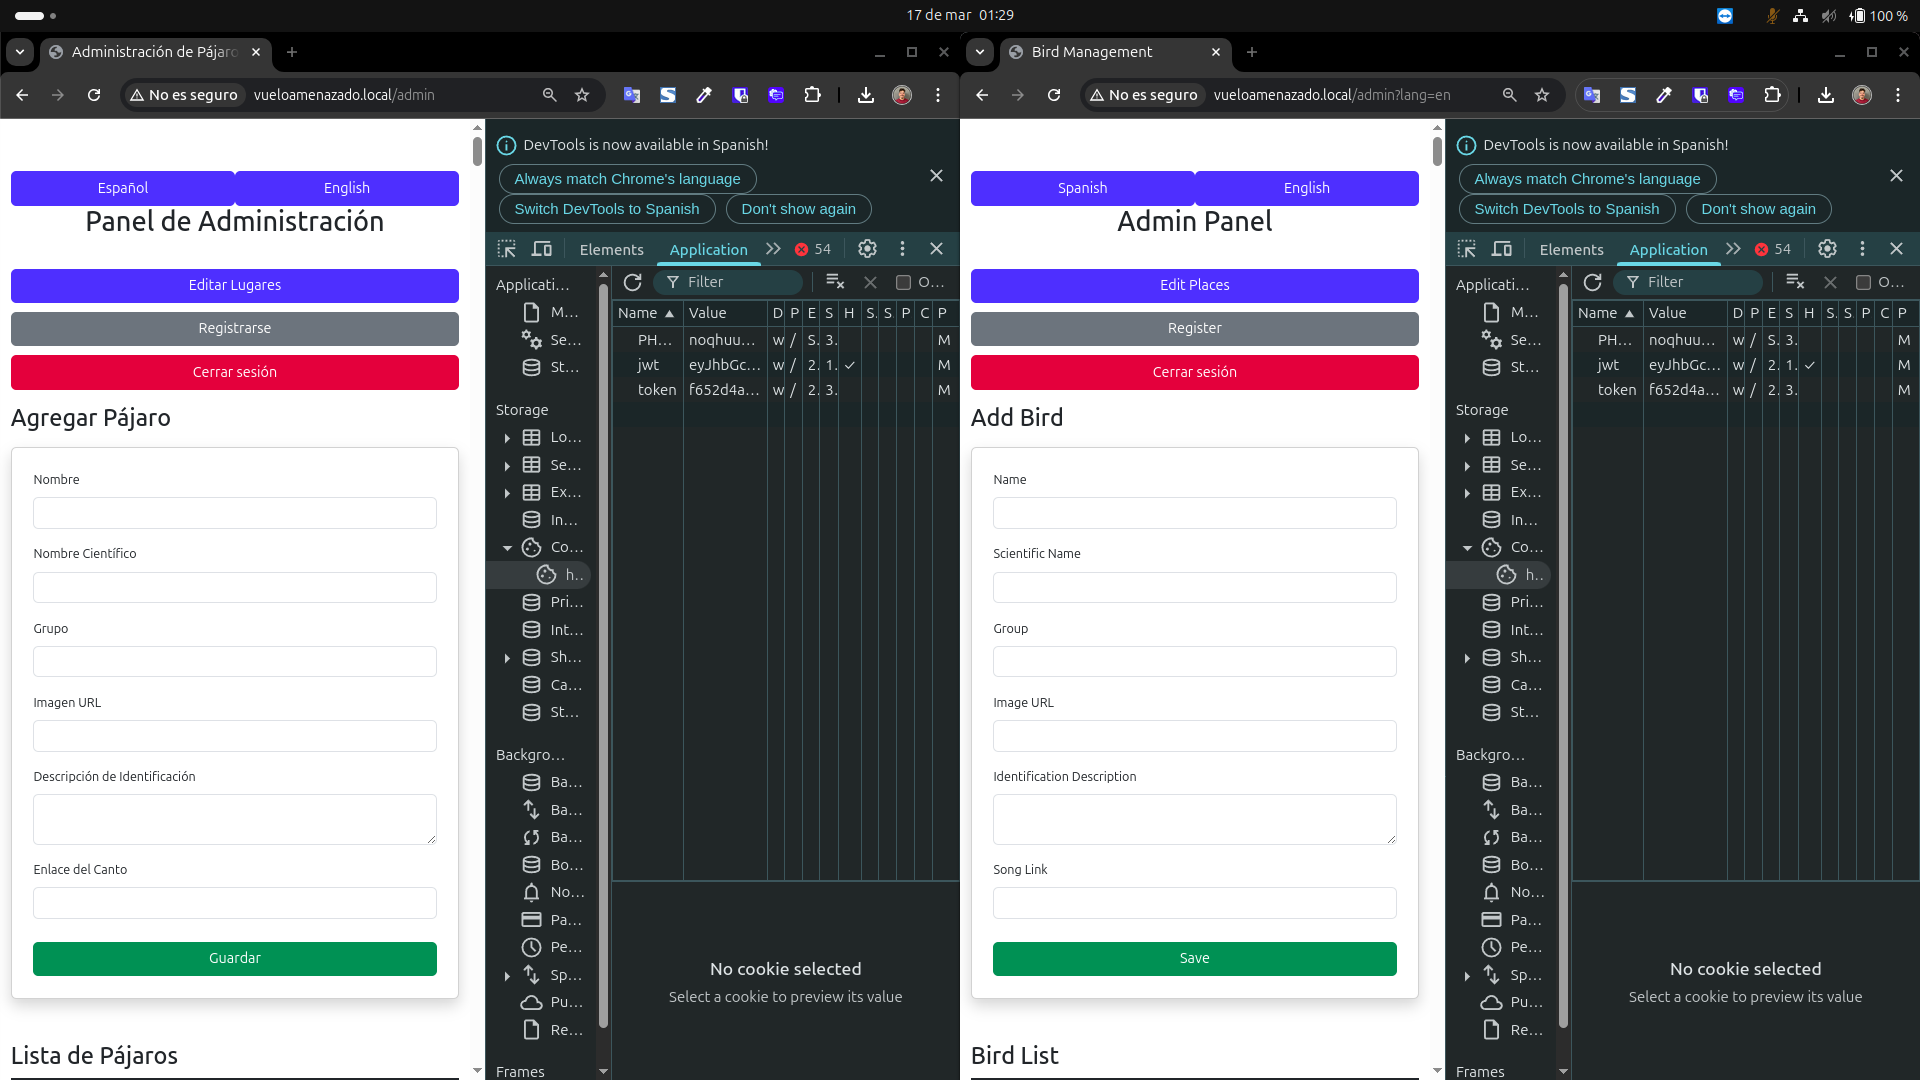 17 de mar 01:29
100 %
Administración de Pájaro
No es seguro
vueloamenazado.local/admin
Español
English
Panel de Administración
Editar Lugares
Registrarse
Cerrar sesión
Agregar Pájaro
Nombre
Nombre Científico
Grupo
Imagen URL
Descripción de Identificación
Enlace del Canto
Guardar
Lista de Pájaros
DevTools is now available in Spanish!
Always match Chrome's language
Switch DevTools to Spanish
Don't show again
Elements
Application
54
Applicati…
M…
Se…
St…
Storage
Lo…
Se…
Ex…
In…
Co…
h..
Pri…
Int…
Sh…
Ca…
St…
Backgro…
Ba…
Ba…
Ba…
Bo…
No…
Pa…
Pe…
Sp…
Pu…
Re…
Frames
Filter
O…
Name Value D P E S H S. S P C P
PH… noqhuu… w / S. 3. M
jwt eyJhbGc… w / 2. 1. ✓ M
token f652d4a… w / 2. 3. M
No cookie selected
Select a cookie to preview its value
Bird Management
No es seguro
vueloamenazado.local/admin?lang=en
Spanish
English
Admin Panel
Edit Places
Register
Cerrar sesión
Add Bird
Name
Scientific Name
Group
Image URL
Identification Description
Song Link
Save
Bird List
DevTools is now available in Spanish!
Always match Chrome's language
Switch DevTools to Spanish
Don't show again
Elements
Application
54
Applicati…
M…
Se…
St…
Storage
Lo…
Se…
Ex…
In…
Co…
h..
Pri…
Int…
Sh…
Ca…
St…
Backgro…
Ba…
Ba…
Ba…
Bo…
No…
Pa…
Pe…
Sp…
Pu…
Re…
Frames
Filter
O…
Name Value D P E S H S. S P C P
PH… noqhuu… w / S. 3. M
jwt eyJhbGc… w / 2. 1. ✓ M
token f652d4a… w / 2. 3. M
No cookie selected
Select a cookie to preview its value